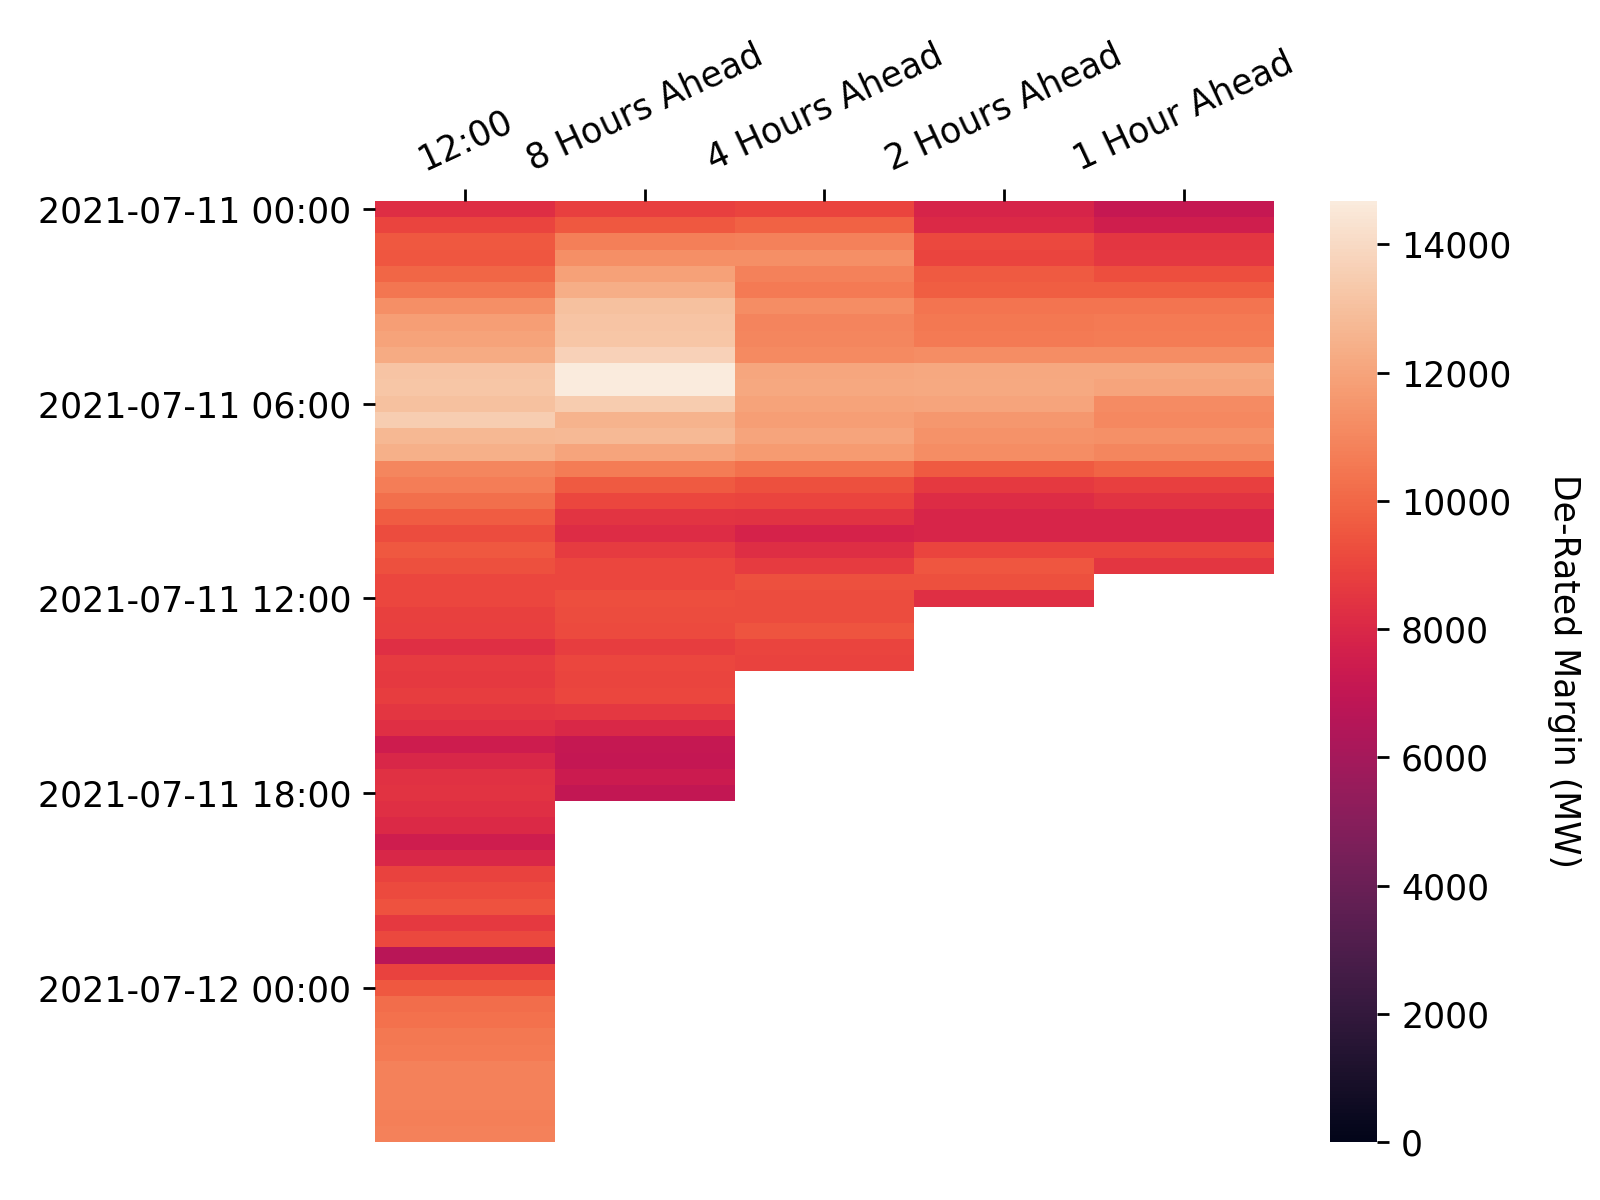 12:00
8 Hours Ahead
4 Hours Ahead
2 Hours Ahead
1 Hour Ahead
2021-07-11 00:00
2021-07-11 06:00
2021-07-11 12:00
2021-07-11 18:00
2021-07-12 00:00
14000
12000
10000
8000
6000
4000
2000
0
De-Rated Margin (MW)